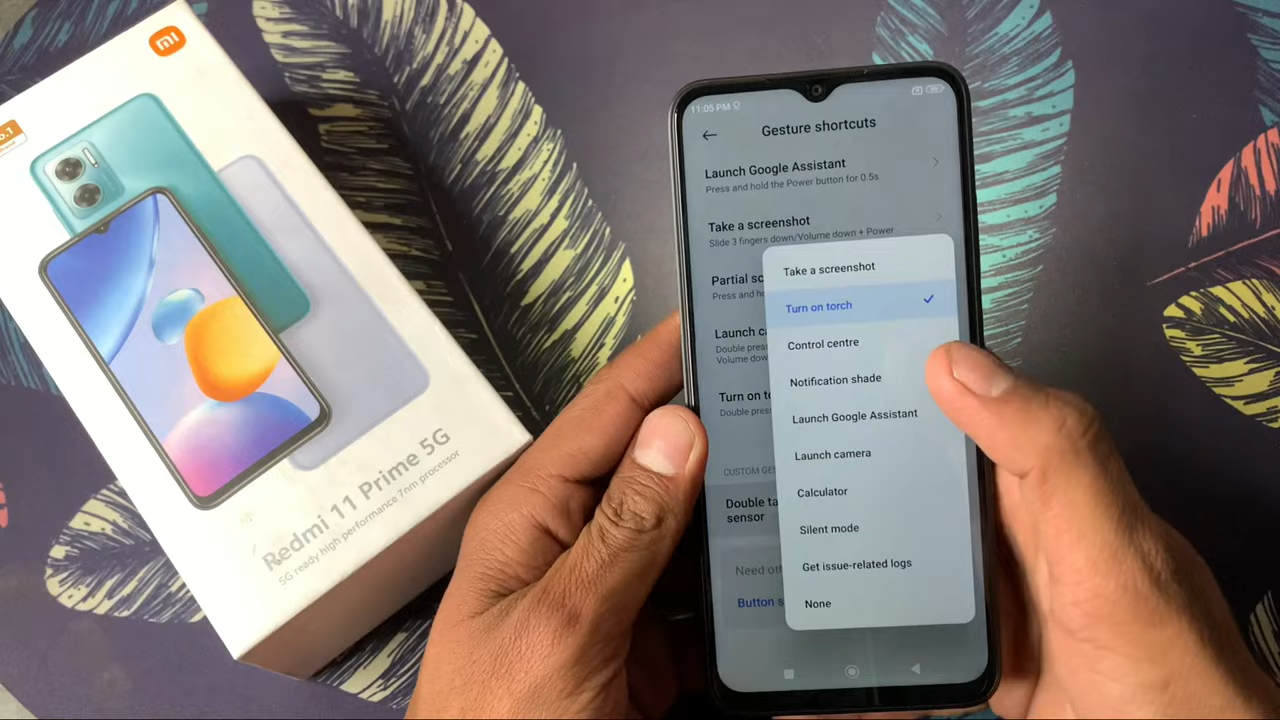 mi
Redmi 11 Prime 5G
5G ready high performance 7nm processor
11:05 PM
Gesture shortcuts
Launch Google Assistant
Press and hold the Power button for 0.5s
Take a screenshot
Slide 3 fingers down/Volume down + Power
Partial sc
Press and h
Launch ca
Double pres
Volume down
Turn on to
Double press
CUSTOM GES
Double ta
sensor
Need oth
Button s
Take a screenshot
Turn on torch
Control centre
Notification shade
Launch Google Assistant
Launch camera
Calculator
Silent mode
Get issue-related logs
None